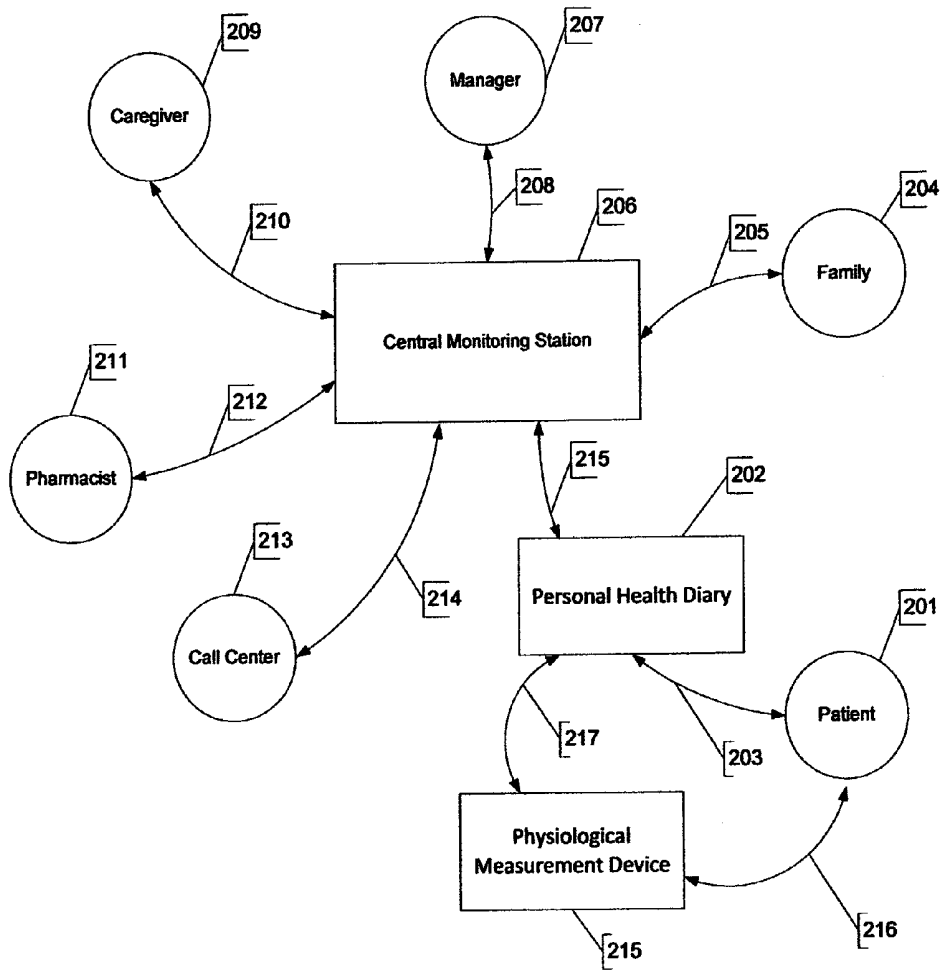 209
207
Caregiver
Manager
208
206
204
210
205
Family
Central Monitoring Station
211
212
Pharmacist
215
202
213
214
Personal Health Diary
201
Call Center
Patient
217
203
Physiological
Measurement Device
216
215